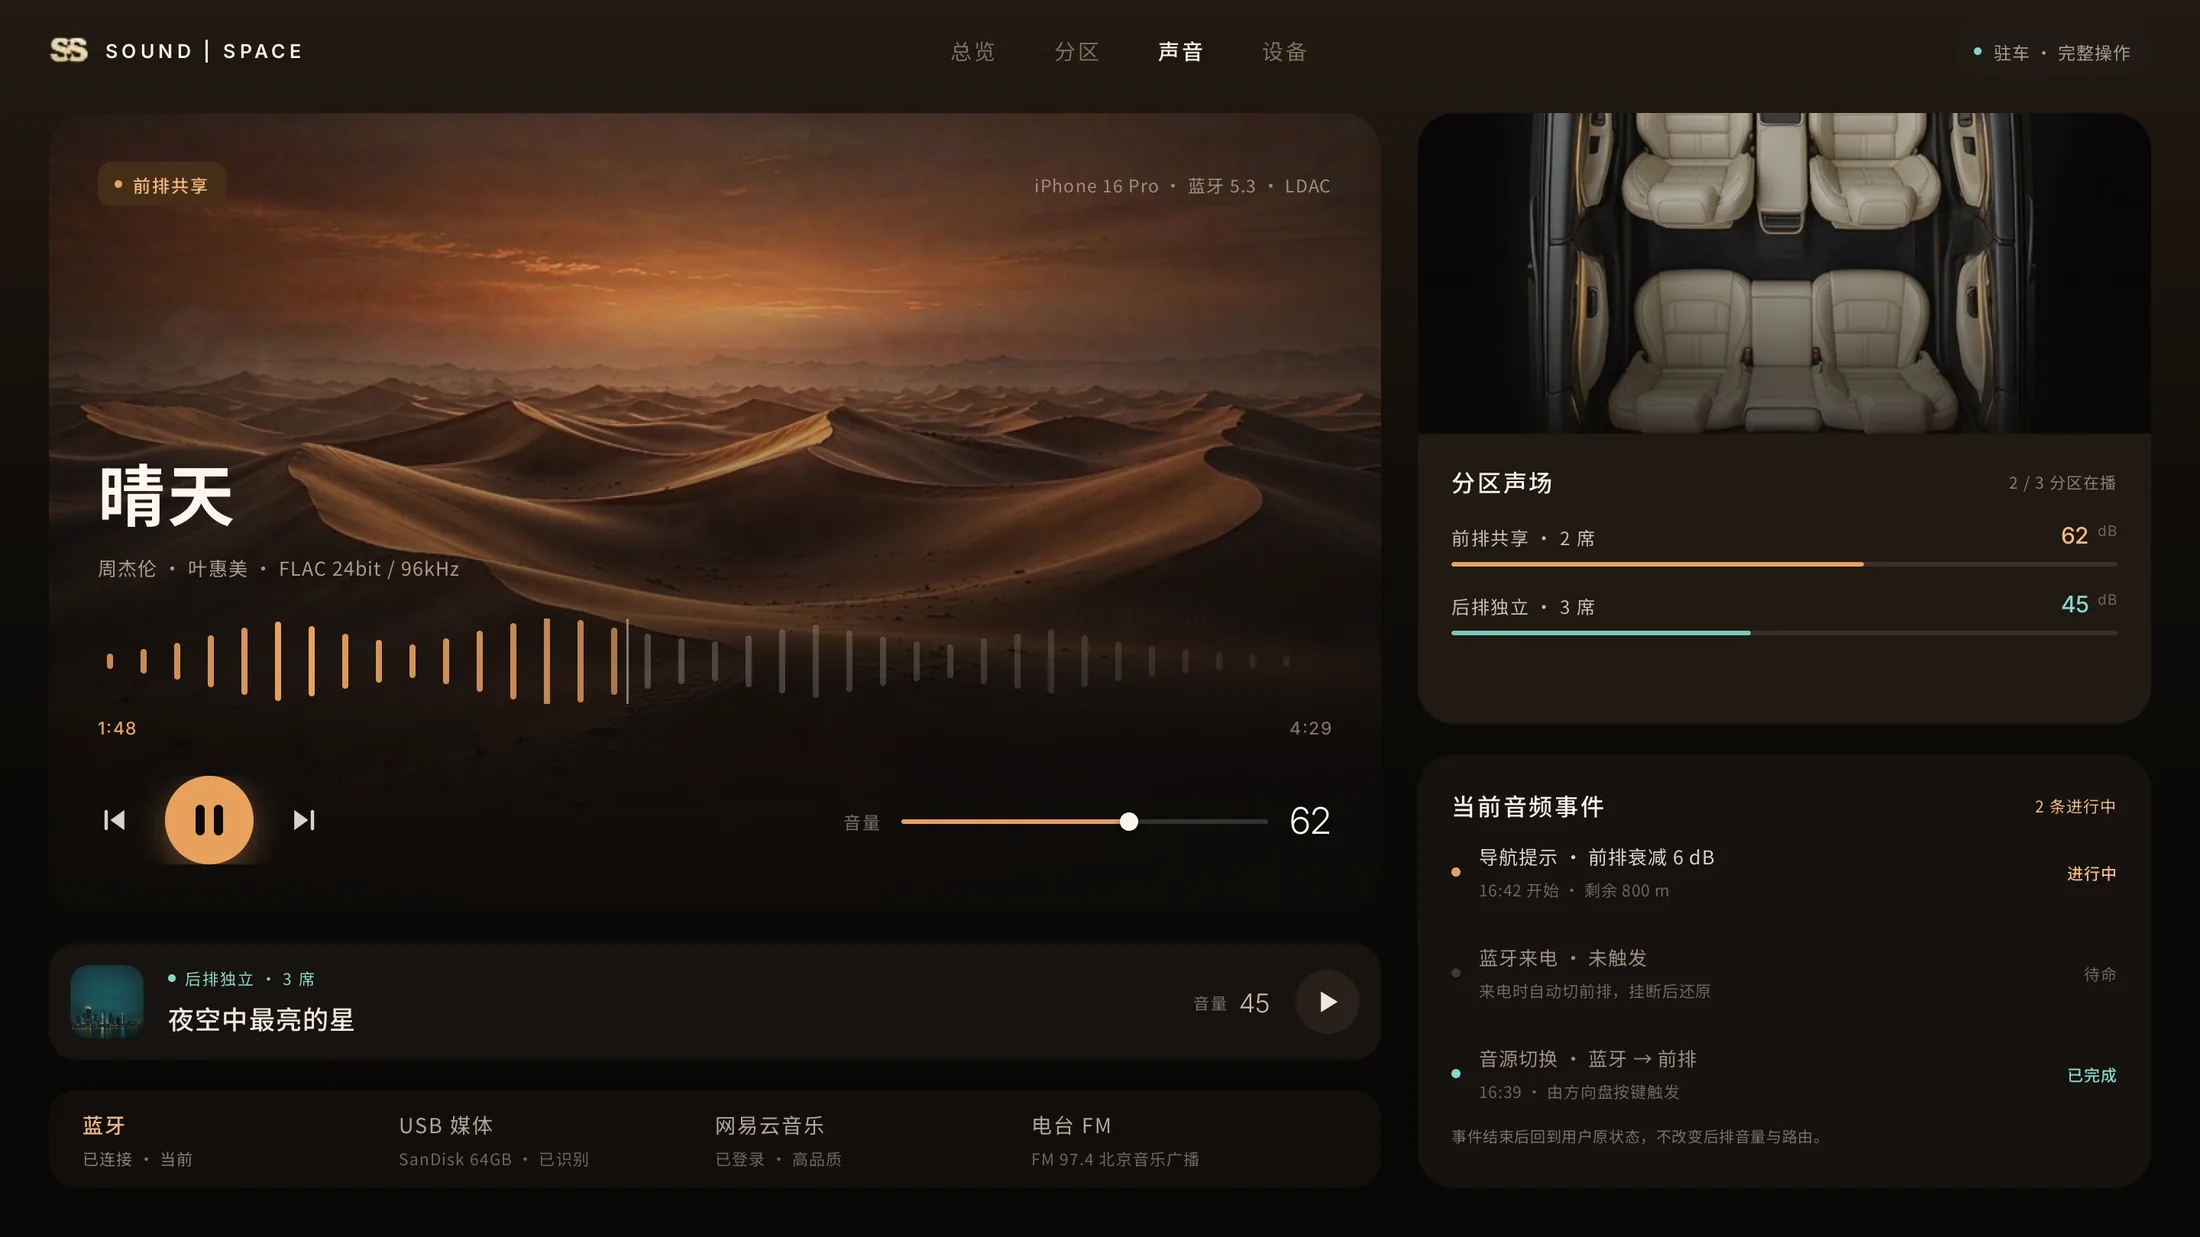 SS SOUND | SPACE
总览 分区 声音 设备
驻车 · 完整操作
前排共享
iPhone 16 Pro · 蓝牙 5.3 · LDAC
晴天
周杰伦 · 叶惠美 · FLAC 24bit / 96kHz
1:48 4:29
音量 62
后排独立 · 3 席
夜空中最亮的星
音量 45
蓝牙
已连接 · 当前
USB 媒体
SanDisk 64GB · 已识别
网易云音乐
已登录 · 高品质
电台 FM
FM 97.4 北京音乐广播
分区声场 2 / 3 分区在播
前排共享 · 2 席 62 dB
后排独立 · 3 席 45 dB
当前音频事件 2 条进行中
导航提示 · 前排衰减 6 dB
16:42 开始 · 剩余 800 m
进行中
蓝牙来电 · 未触发
来电时自动切前排，挂断后还原
待命
音源切换 · 蓝牙 → 前排
16:39 · 由方向盘按键触发
已完成
事件结束后回到用户原状态，不改变后排音量与路由。